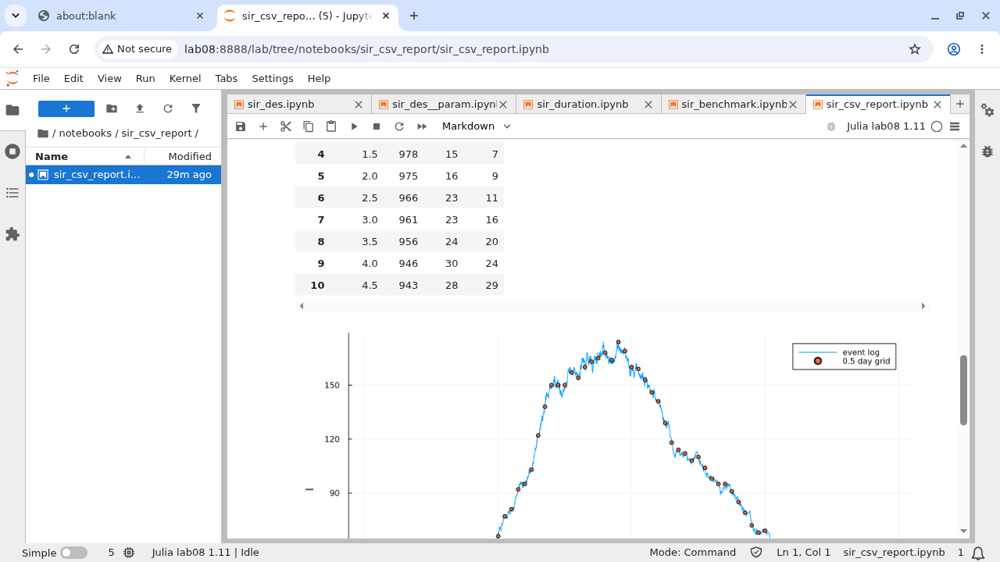 about:blank
sir_csv_repo… (5) - Jupyte
Not secure
lab08:8888/lab/tree/notebooks/sir_csv_report/sir_csv_report.ipynb
File Edit View Run Kernel Tabs Settings Help
sir_des.ipynb
sir_des__param.ipynb
sir_duration.ipynb
sir_benchmark.ipynb
sir_csv_report.ipynb
Markdown
Julia lab08 1.11
/ notebooks / sir_csv_report /
Name Modified
sir_csv_report.i… 29m ago
4 1.5 978 15 7
5 2.0 975 16 9
6 2.5 966 23 11
7 3.0 961 23 16
8 3.5 956 24 20
9 4.0 946 30 24
10 4.5 943 28 29
event log
0.5 day grid
150
120
90
I
Simple 5 Julia lab08 1.11 | Idle Mode: Command Ln 1, Col 1 sir_csv_report.ipynb 1